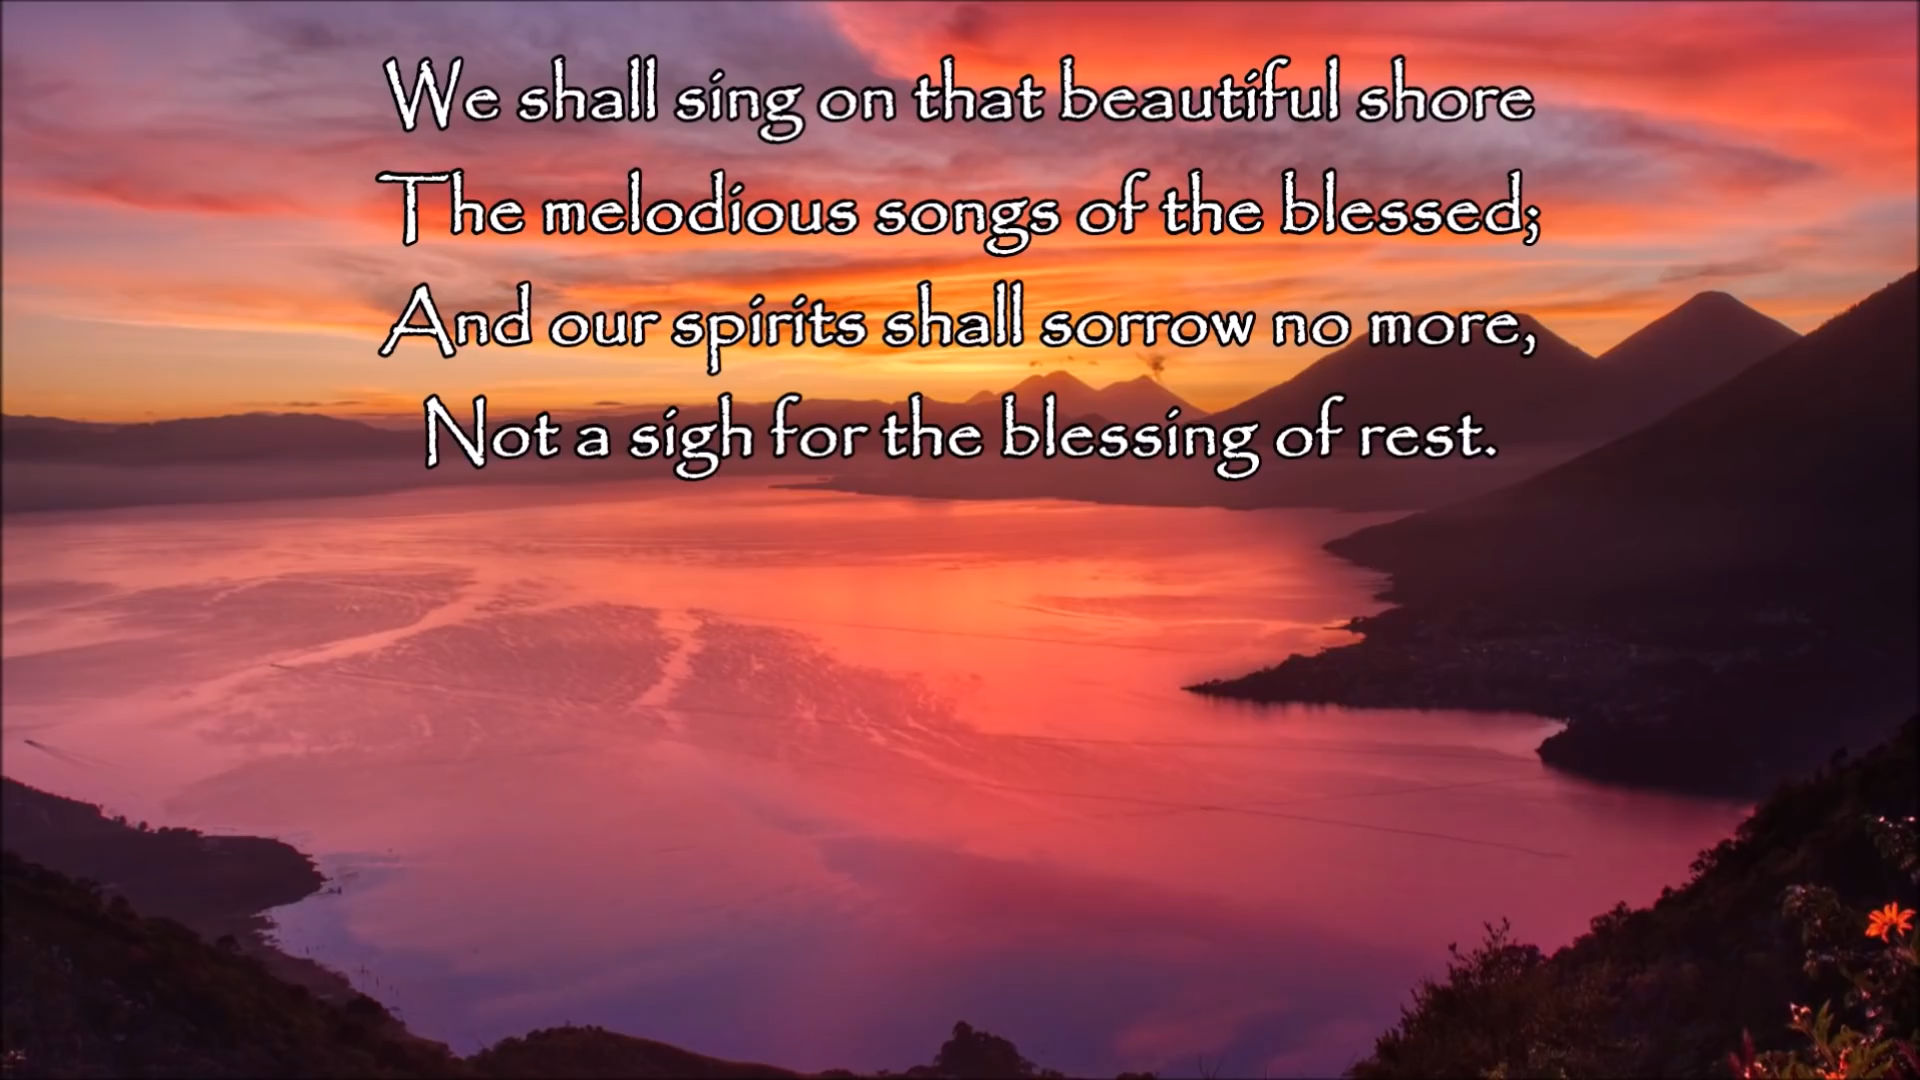 We shall sing on that beautiful shore
The melodious songs of the blessed;
And our spirits shall sorrow no more,
Not a sigh for the blessing of rest.